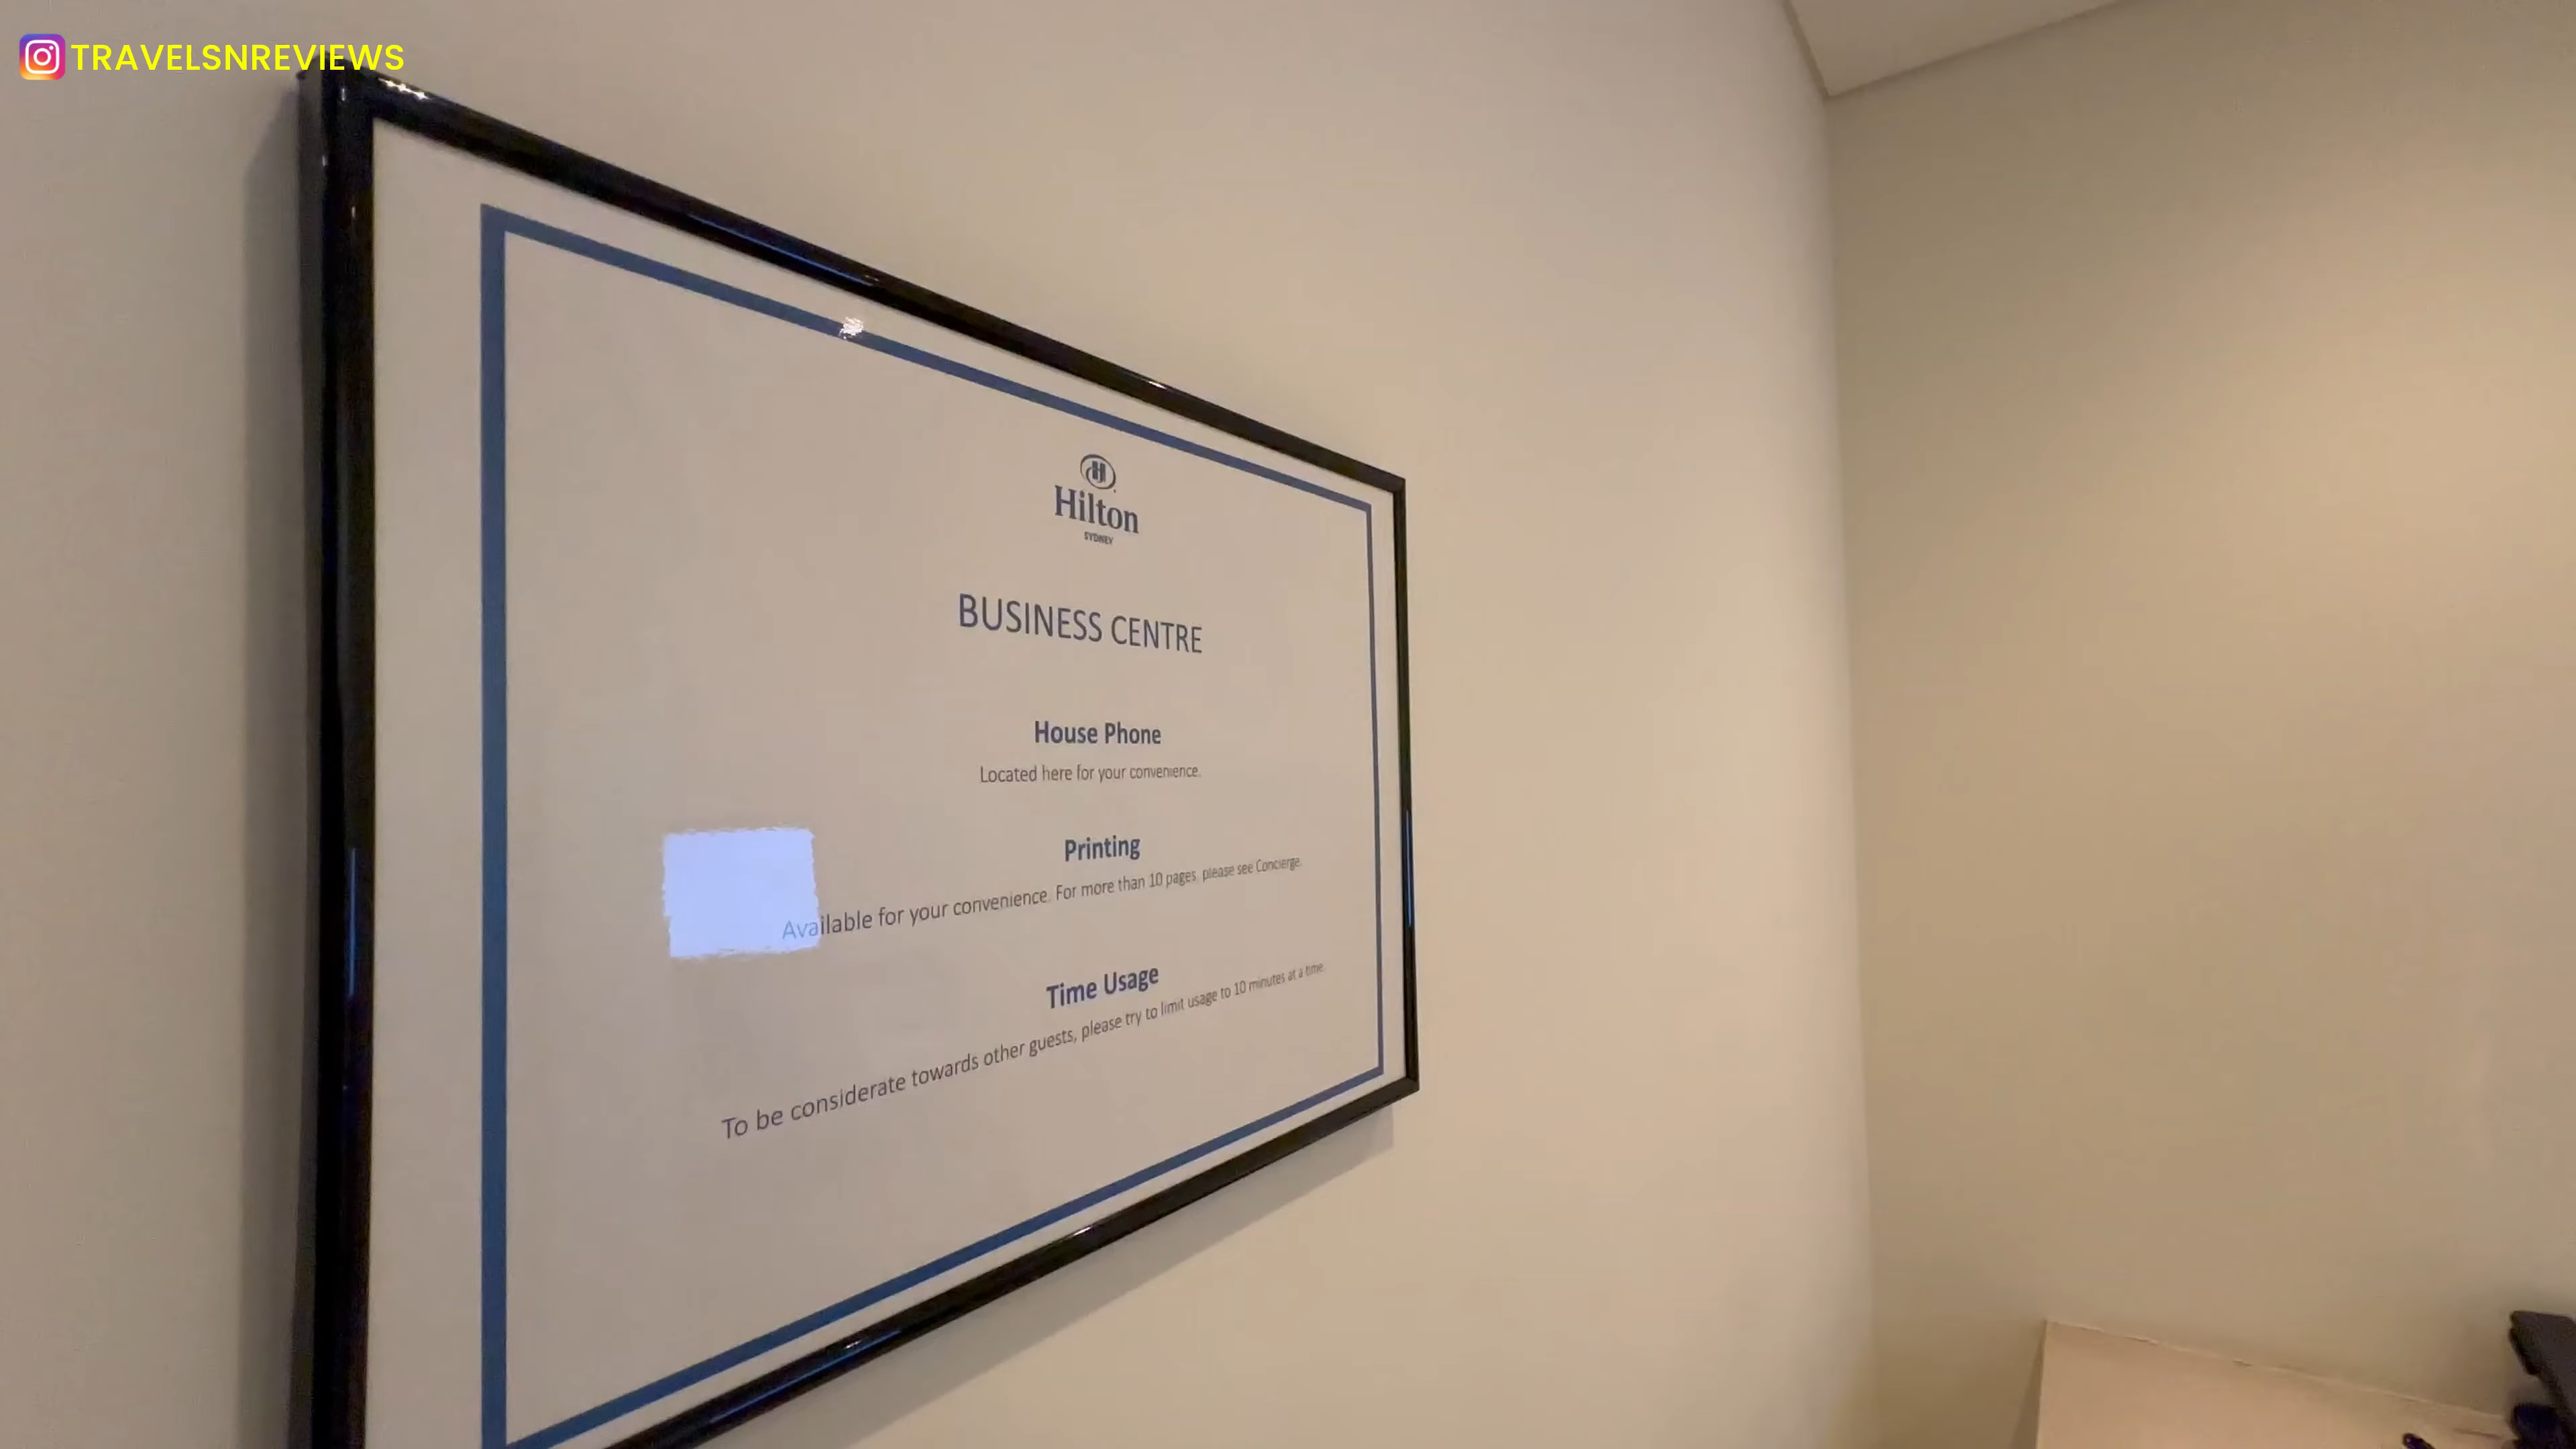 TRAVELSNREVIEWS
Hilton
SYDNEY
BUSINESS CENTRE
House Phone
Located here for your convenience.
Printing
Available for your convenience. For more than 10 pages, please see Concierge.
Time Usage
To be considerate towards other guests, please try to limit usage to 10 minutes at a time.